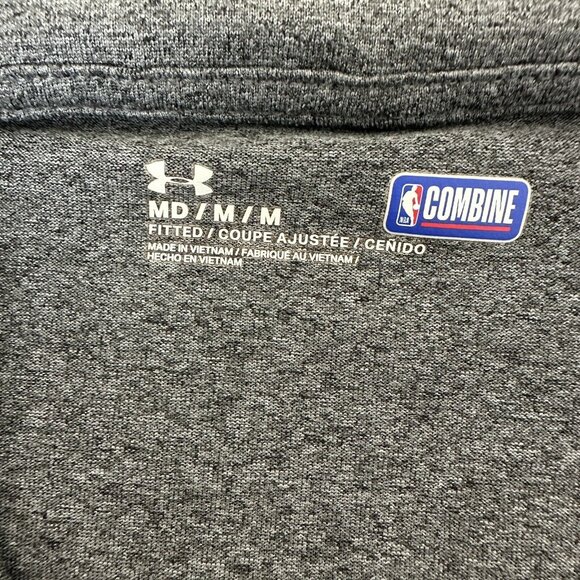 MD / M / M
FITTED / COUPE AJUSTÉE / CEÑIDO
MADE IN VIETNAM / FABRIQUÉ AU VIETNAM /
HECHO EN VIETNAM
NBA COMBINE